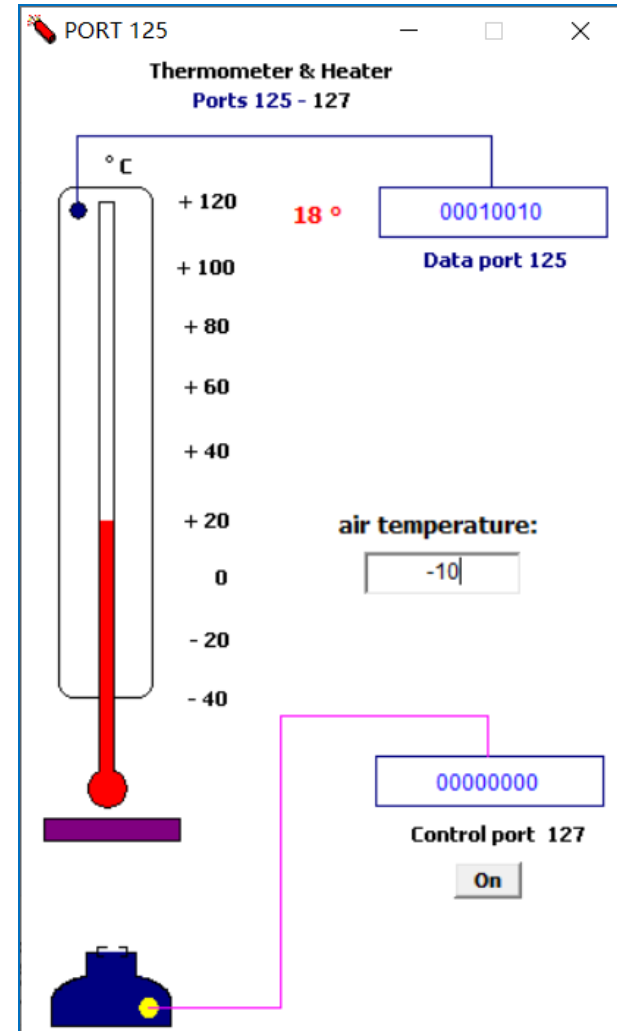 PORT 125
Thermometer & Heater
Ports 125 - 127
° C
+ 120
18 °
00010010
Data port 125
+ 100
+ 80
+ 60
+ 40
+ 20
air temperature:
-10
0
- 20
- 40
00000000
Control port 127
On